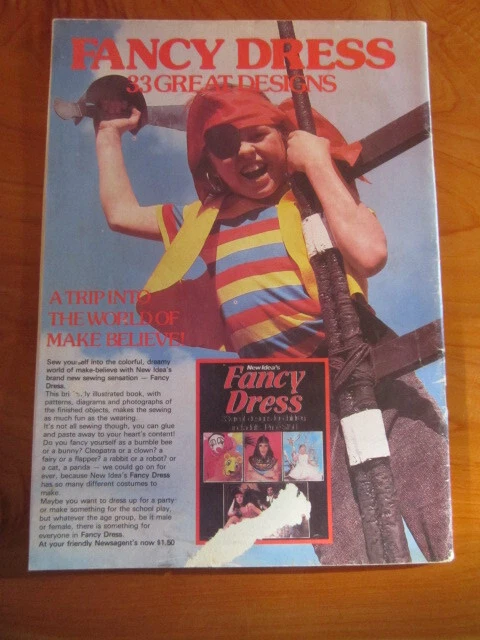 FANCY DRESS
33 GREAT DESIGNS
A TRIP INTO
THE WORLD OF
MAKE BELIEVE!
Sew yourself into the colorful, dreamy
world of make-believe with New Idea's
brand new sewing sensation — Fancy
Dress.
This ly illustrated book, with
patterns, diagrams and photographs of
the finished objects, makes the sewing
as much fun as the wearing.
It's not all sewing though, you can glue
and paste away to your heart's content!
Do you fancy yourself as a bumble bee
or a bunny? Cleopatra or a clown? a
fairy or a flapper? a rabbit or a robot? or
a cat, a panda — we could go on for
ever, because New Idea's Fancy Dress
has so many different costumes to
make.
Maybe you want to dress up for a party
or make something for the school play,
but whatever the age group, be it male
or female, there is something for
everyone in Fancy Dress.
At your friendly Newsagent's now $1.50
New Idea's
Fancy
Dress